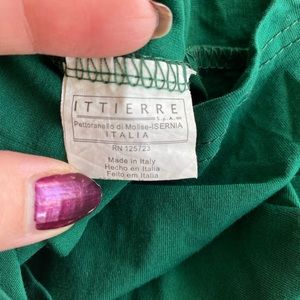 ITTIERRE
S.p.A.
Pettoranello di Molise-ISERNIA
ITALIA
RN 125723
Made in Italy
Hecho en Italia
Feito em Italia